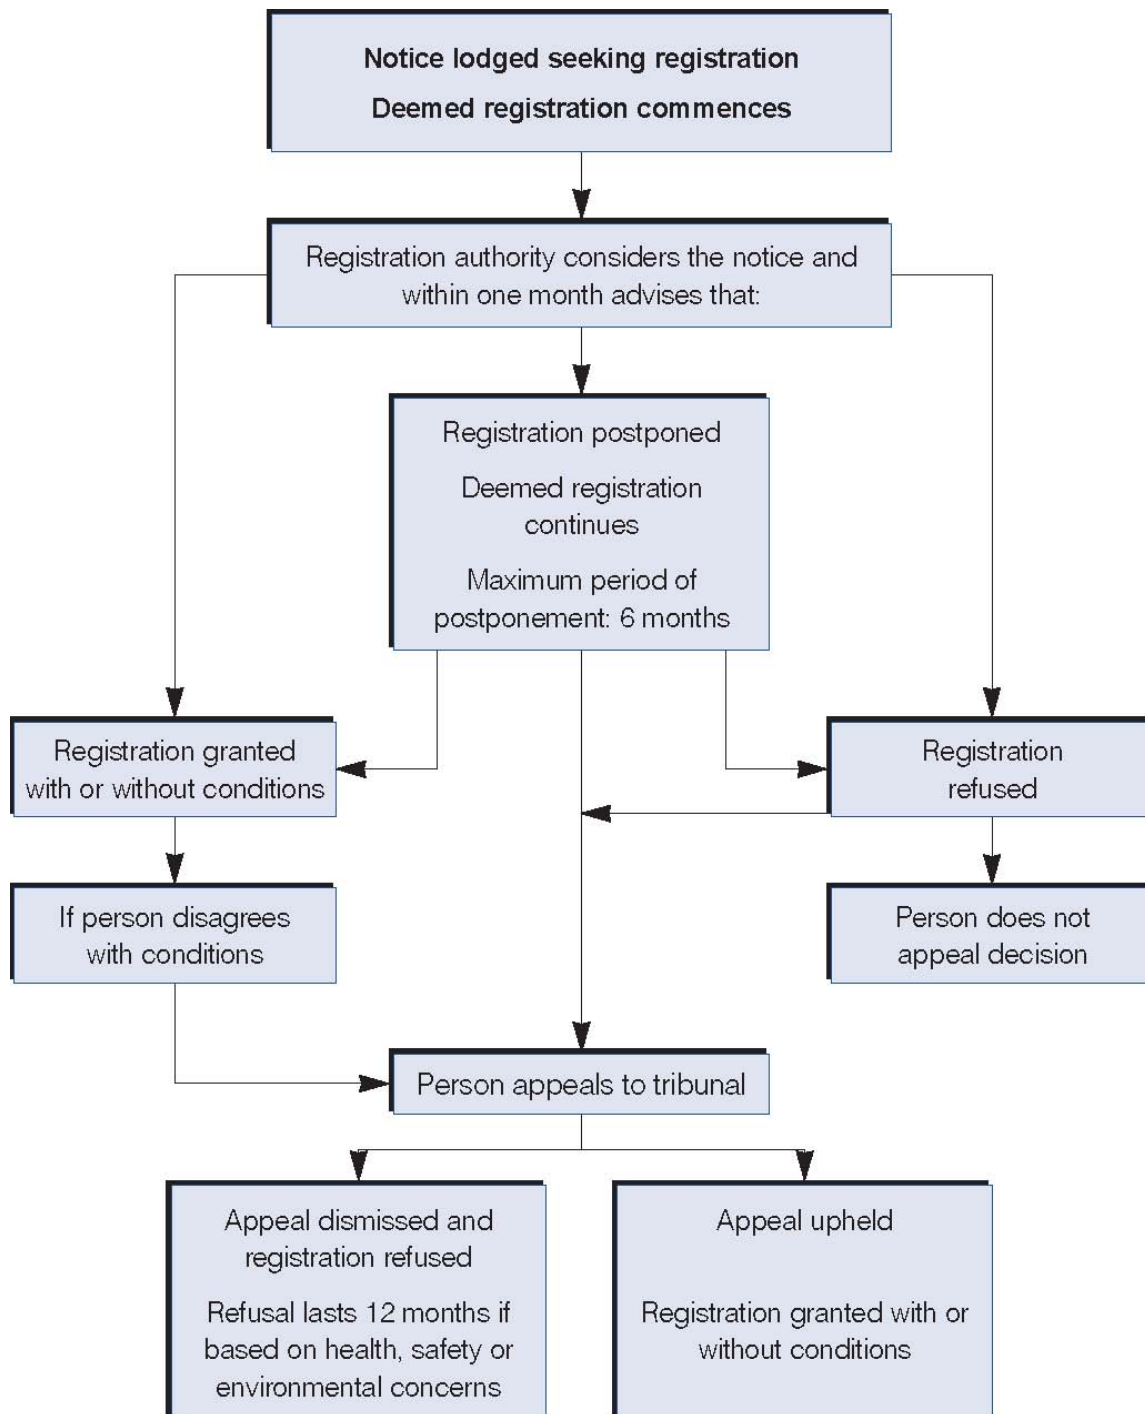 Notice lodged seeking registration
Deemed registration commences
Registration authority considers the notice and
within one month advises that:
Registration postponed
Deemed registration
continues
Maximum period of
postponement: 6 months
Registration granted
with or without conditions
Registration
refused
If person disagrees
with conditions
Person does not
appeal decision
Person appeals to tribunal
Appeal dismissed and
registration refused
Refusal lasts 12 months if
based on health, safety or
environmental concerns
Appeal upheld
Registration granted with or
without conditions